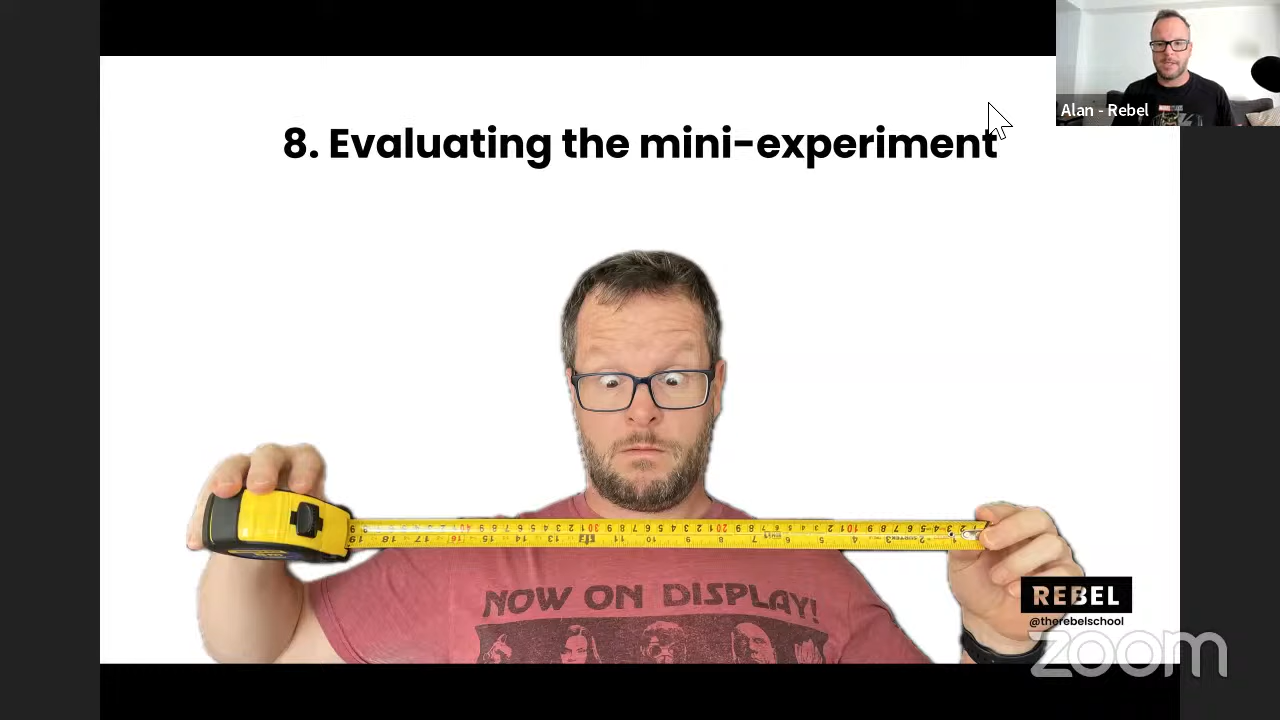 Alan - Rebel
8. Evaluating the mini-experiment
NOW ON DISPLAY!
REBEL
@therebelschool
zoom